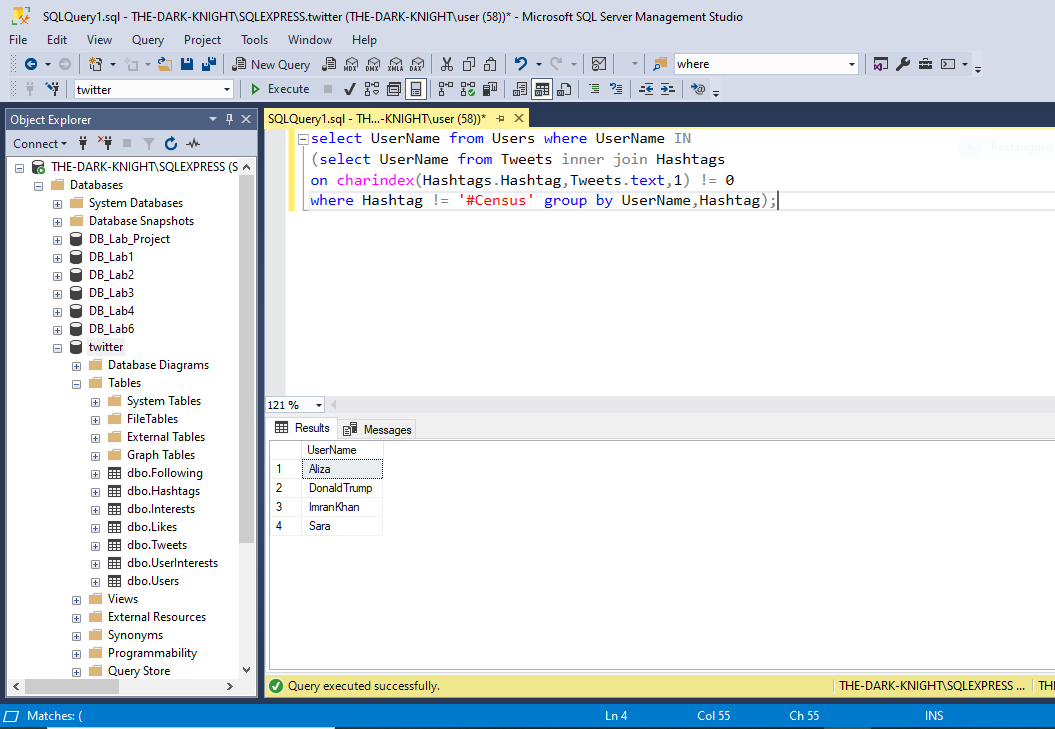 SQLQuery1.sql - THE-DARK-KNIGHT\SQLEXPRESS.twitter (THE-DARK-KNIGHT\user (58))* - Microsoft SQL Server Management Studio
File Edit View Query Project Tools Window Help
New Query MDX DMX XMLA DAX where
twitter Execute
Object Explorer
Connect
THE-DARK-KNIGHT\SQLEXPRESS (S
Databases
System Databases
Database Snapshots
DB_Lab_Project
DB_Lab1
DB_Lab2
DB_Lab3
DB_Lab4
DB_Lab6
twitter
Database Diagrams
Tables
System Tables
FileTables
External Tables
Graph Tables
dbo.Following
dbo.Hashtags
dbo.Interests
dbo.Likes
dbo.Tweets
dbo.UserInterests
dbo.Users
Views
External Resources
Synonyms
Programmability
Query Store
SQLQuery1.sql - TH...-KNIGHT\user (58))*
select UserName from Users where UserName IN
(select UserName from Tweets inner join Hashtags
on charindex(Hashtags.Hashtag,Tweets.text,1) != 0
where Hashtag != '#Census' group by UserName,Hashtag);
121 %
Results Messages
UserName
1 Aliza
2 DonaldTrump
3 ImranKhan
4 Sara
Query executed successfully. THE-DARK-KNIGHT\SQLEXPRESS ... THE
Matches: ( Ln 4 Col 55 Ch 55 INS